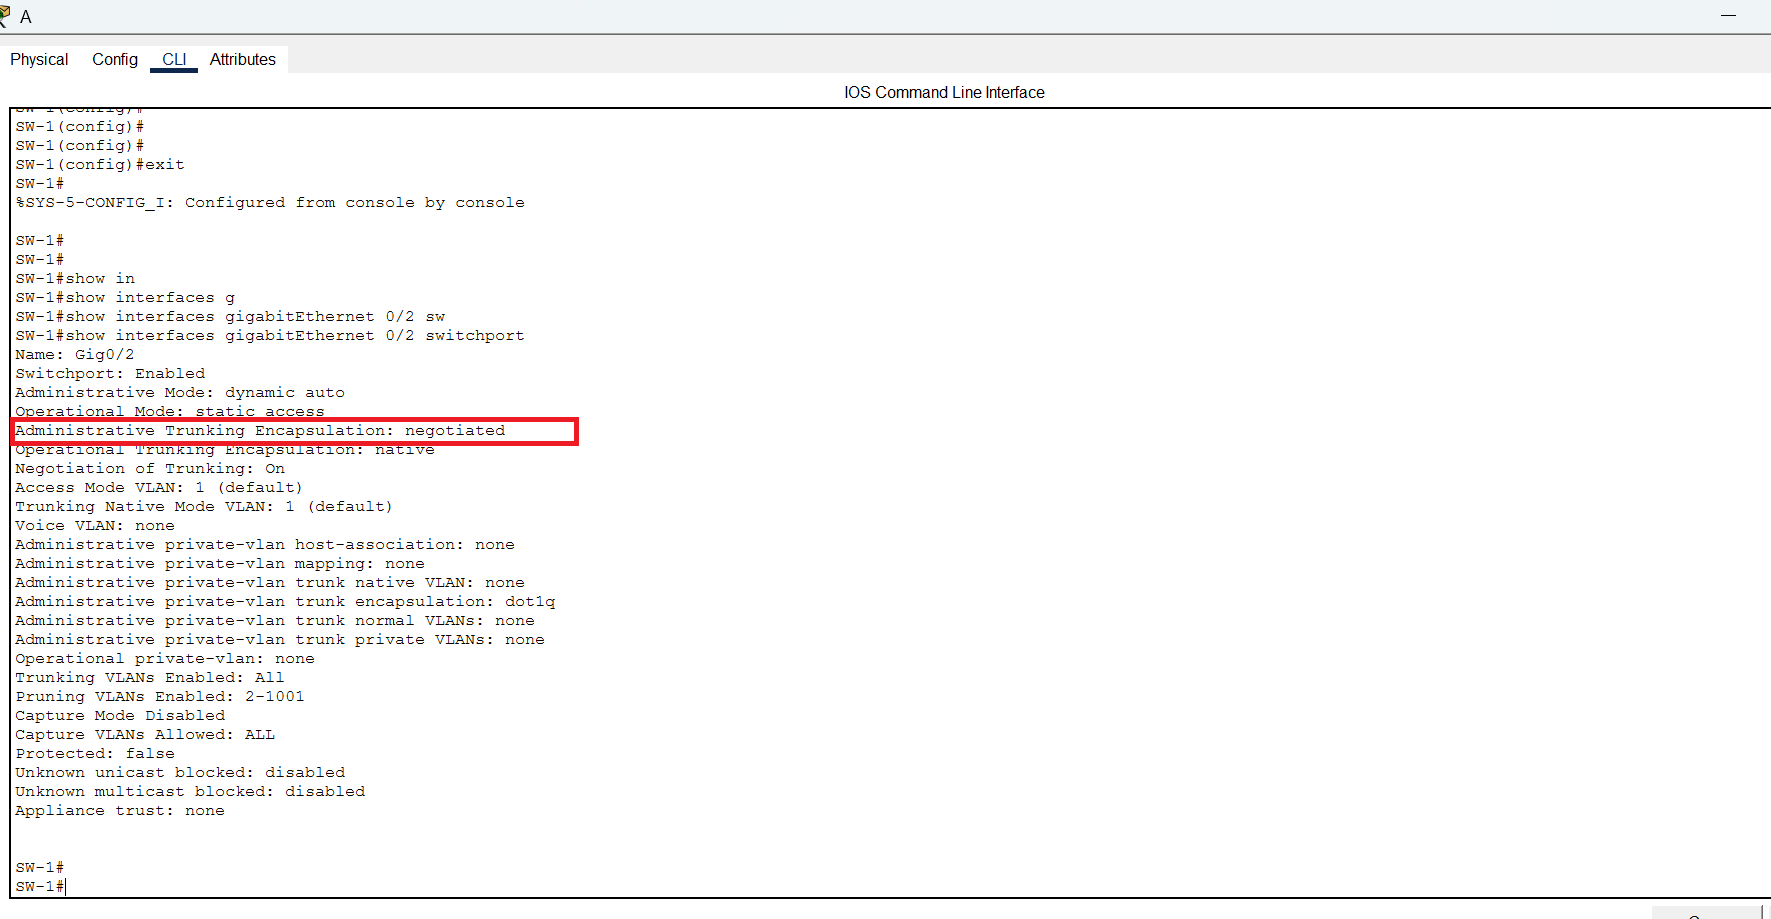 A
Physical Config CLI Attributes
IOS Command Line Interface
SW-1(config)#
SW-1(config)#
SW-1(config)#
SW-1(config)#exit
SW-1#
%SYS-5-CONFIG_I: Configured from console by console
SW-1#
SW-1#
SW-1#show in
SW-1#show interfaces g
SW-1#show interfaces gigabitEthernet 0/2 sw
SW-1#show interfaces gigabitEthernet 0/2 switchport
Name: Gig0/2
Switchport: Enabled
Administrative Mode: dynamic auto
Operational Mode: static access
Administrative Trunking Encapsulation: negotiated
Operational Trunking Encapsulation: native
Negotiation of Trunking: On
Access Mode VLAN: 1 (default)
Trunking Native Mode VLAN: 1 (default)
Voice VLAN: none
Administrative private-vlan host-association: none
Administrative private-vlan mapping: none
Administrative private-vlan trunk native VLAN: none
Administrative private-vlan trunk encapsulation: dot1q
Administrative private-vlan trunk normal VLANs: none
Administrative private-vlan trunk private VLANs: none
Operational private-vlan: none
Trunking VLANs Enabled: All
Pruning VLANs Enabled: 2-1001
Capture Mode Disabled
Capture VLANs Allowed: ALL
Protected: false
Unknown unicast blocked: disabled
Unknown multicast blocked: disabled
Appliance trust: none
SW-1#
SW-1#